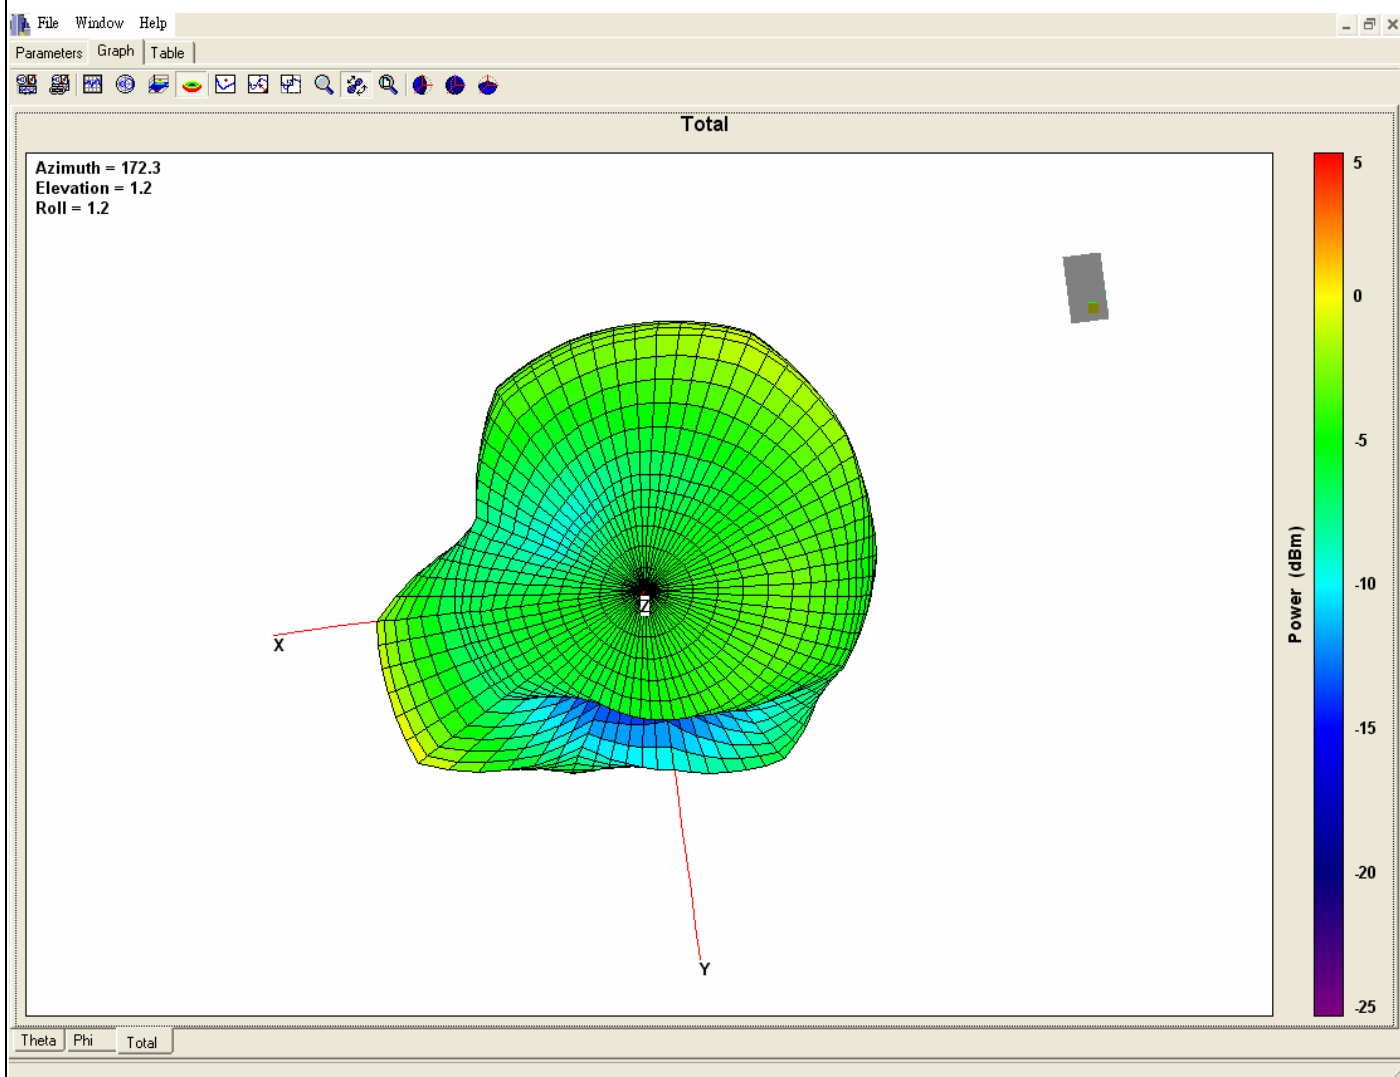 File Window Help
Parameters Graph Table
Total
Azimuth = 172.3
Elevation = 1.2
Roll = 1.2
5
0
-5
-10
-15
-20
-25
Power (dBm)
Z
X
Y
Theta Phi Total